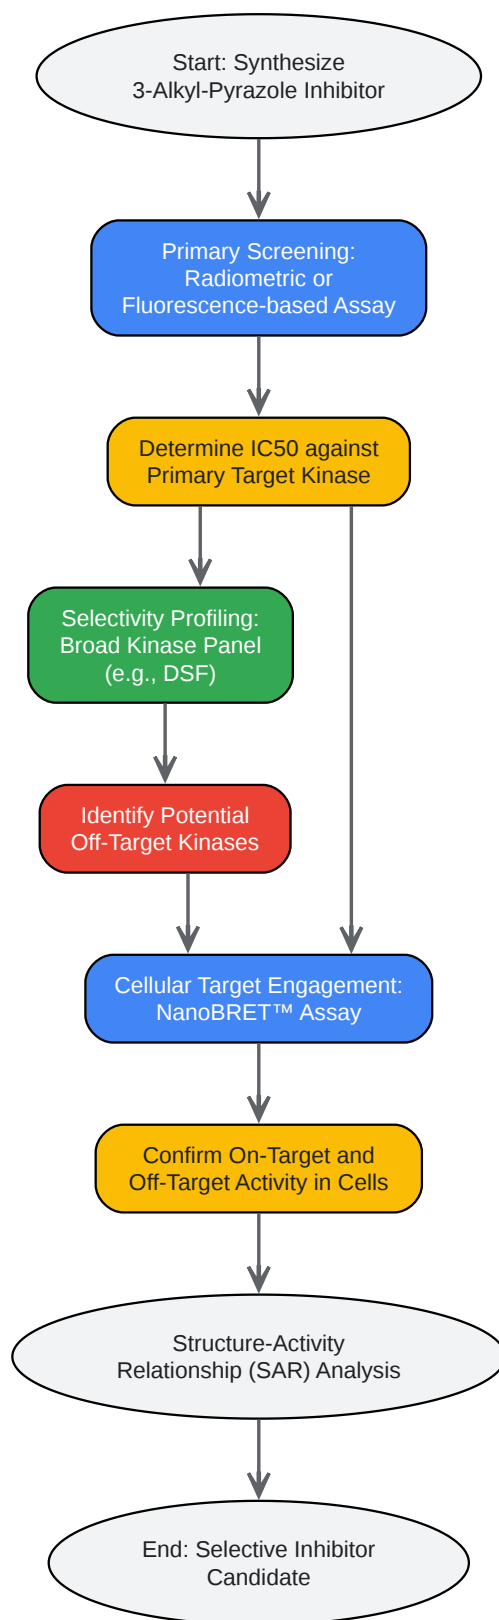 Start: Synthesize
3-Alkyl-Pyrazole Inhibitor
Primary Screening:
Radiometric or
Fluorescence-based Assay
Determine IC50 against
Primary Target Kinase
Selectivity Profiling:
Broad Kinase Panel
(e.g., DSF)
Identify Potential
Off-Target Kinases
Cellular Target Engagement:
NanoBRET™ Assay
Confirm On-Target and
Off-Target Activity in Cells
Structure-Activity
Relationship (SAR) Analysis
End: Selective Inhibitor
Candidate